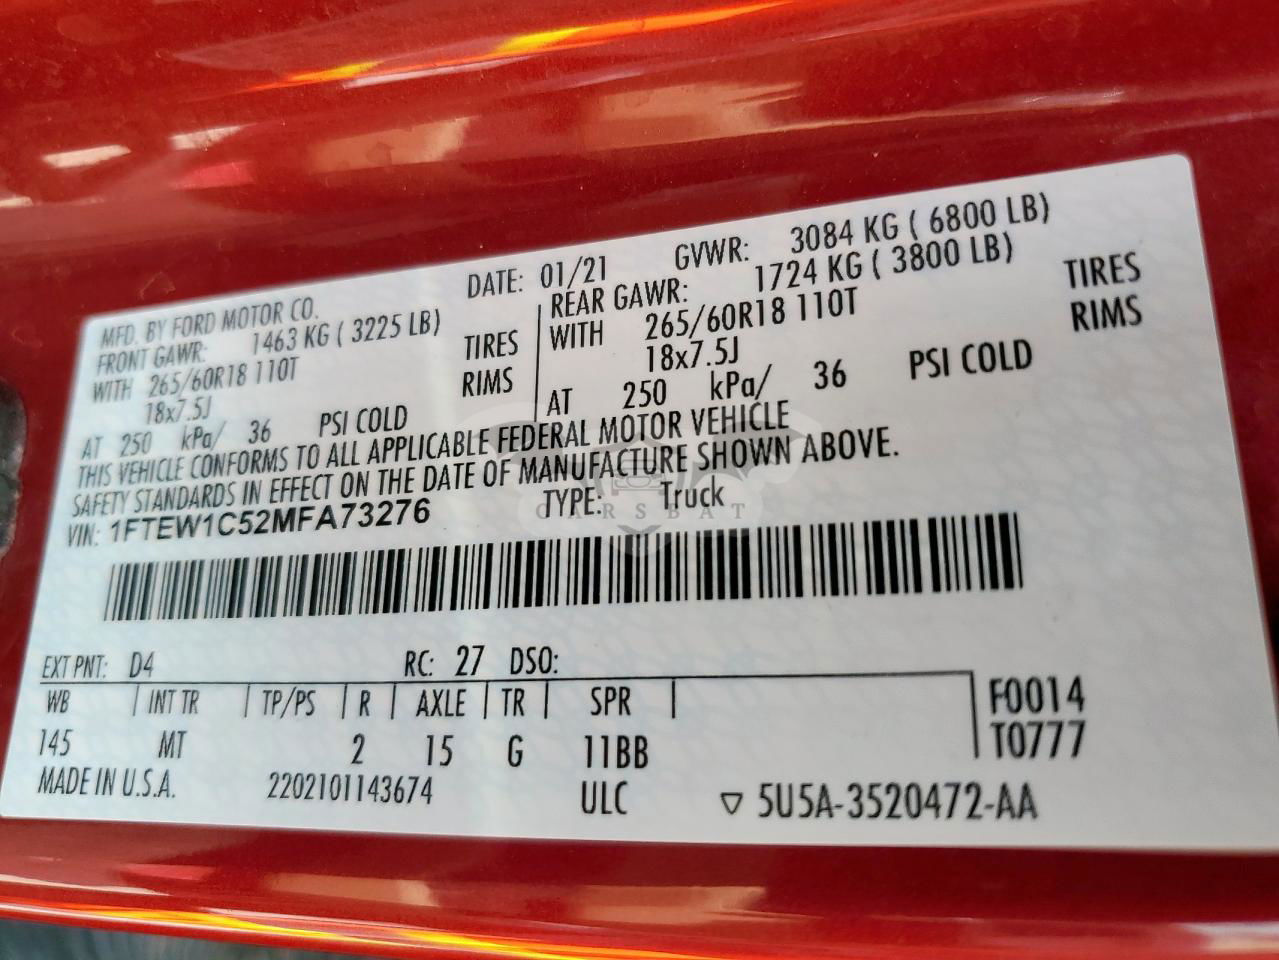 MFD. BY FORD MOTOR CO.
DATE: 01/21
GVWR: 3084 KG ( 6800 LB)
FRONT GAWR: 1463 KG ( 3225 LB)
WITH 265/60R18 110T TIRES
18x7.5J RIMS
AT 250 kPa/ 36 PSI COLD
REAR GAWR: 1724 KG ( 3800 LB)
WITH 265/60R18 110T TIRES
18x7.5J RIMS
AT 250 kPa/ 36 PSI COLD
THIS VEHICLE CONFORMS TO ALL APPLICABLE FEDERAL MOTOR VEHICLE
SAFETY STANDARDS IN EFFECT ON THE DATE OF MANUFACTURE SHOWN ABOVE.
VIN: 1FTEW1C52MFA73276 TYPE: Truck
CARSBAT
EXT PNT: D4 RC: 27 DSO:
WB INT TR TP/PS R AXLE TR SPR F0014
145 MT 2 15 G 11BB T0777
MADE IN U.S.A. 2202101143674 ULC ▽ 5U5A-3520472-AA